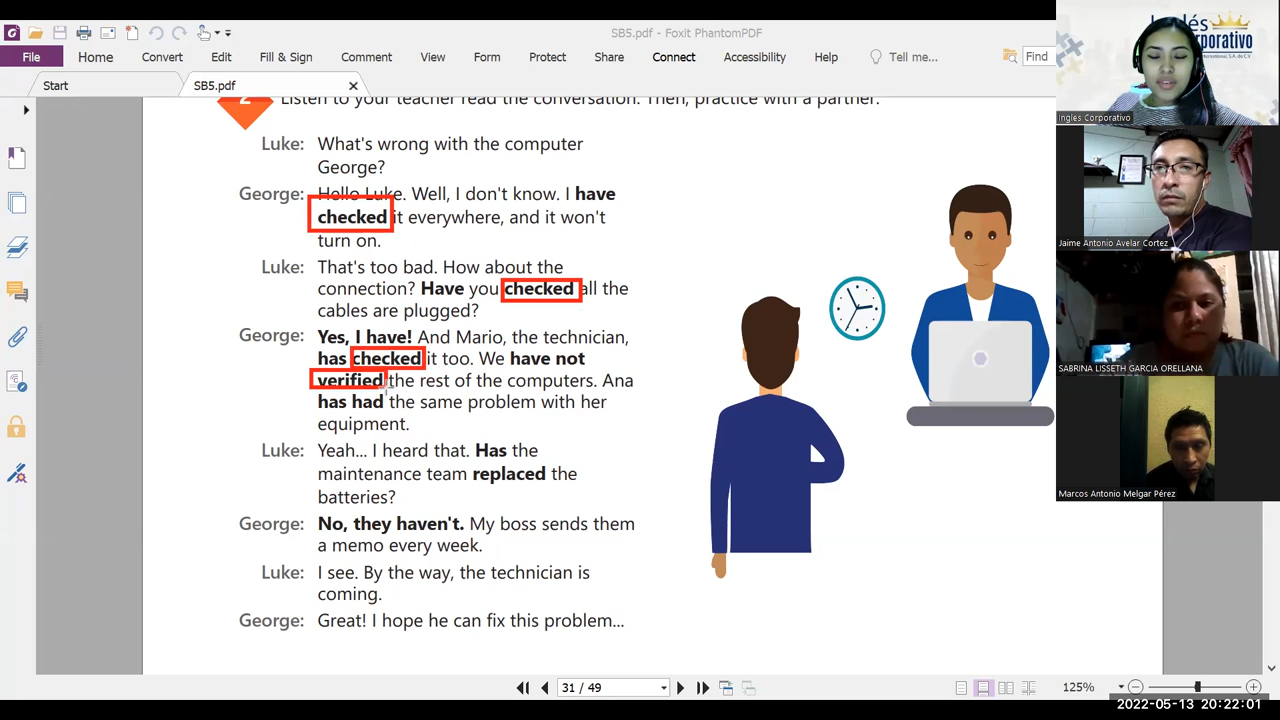 SB5.pdf - Foxit PhantomPDF
File Home Convert Edit Fill & Sign Comment View Form Protect Share Connect Accessibility Help Tell me... Find
Start SB5.pdf
2 Listen to your teacher read the conversation. Then, practice with a partner.
Luke: What's wrong with the computer
George?
George: Hello Luke. Well, I don't know. I have
checked it everywhere, and it won't
turn on.
Luke: That's too bad. How about the
connection? Have you checked all the
cables are plugged?
George: Yes, I have! And Mario, the technician,
has checked it too. We have not
verified the rest of the computers. Ana
has had the same problem with her
equipment.
Luke: Yeah... I heard that. Has the
maintenance team replaced the
batteries?
George: No, they haven't. My boss sends them
a memo every week.
Luke: I see. By the way, the technician is
coming.
George: Great! I hope he can fix this problem...
31 / 49
125%
Ingles Corporativo
Jaime Antonio Avelar Cortez
SABRINA LISSETH GARCIA ORELLANA
Marcos Antonio Melgar Pérez
2022-05-13 20:22:01